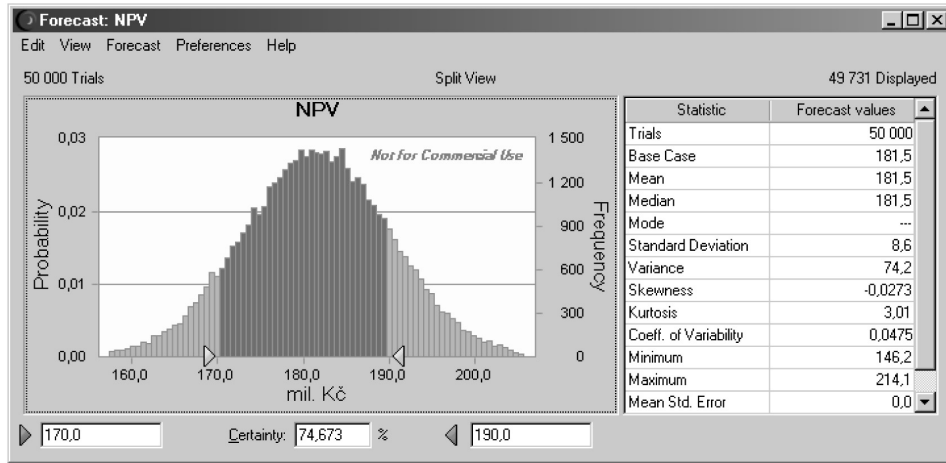 Forecast: NPV
Edit View Forecast Preferences Help
50 000 Trials
Split View
49 731 Displayed
NPV
Not for Commercial Use
0,03
0,02
0,01
0,00
Probability
1 500
1 200
900
600
300
0
Frequency
160,0 170,0 180,0 190,0 200,0
mil. Kč
Statistic Forecast values
Trials 50 000
Base Case 181,5
Mean 181,5
Median 181,5
Mode ---
Standard Deviation 8,6
Variance 74,2
Skewness -0,0273
Kurtosis 3,01
Coeff. of Variability 0,0475
Minimum 146,2
Maximum 214,1
Mean Std. Error 0,0
170,0 Certainty: 74,673 % 190,0